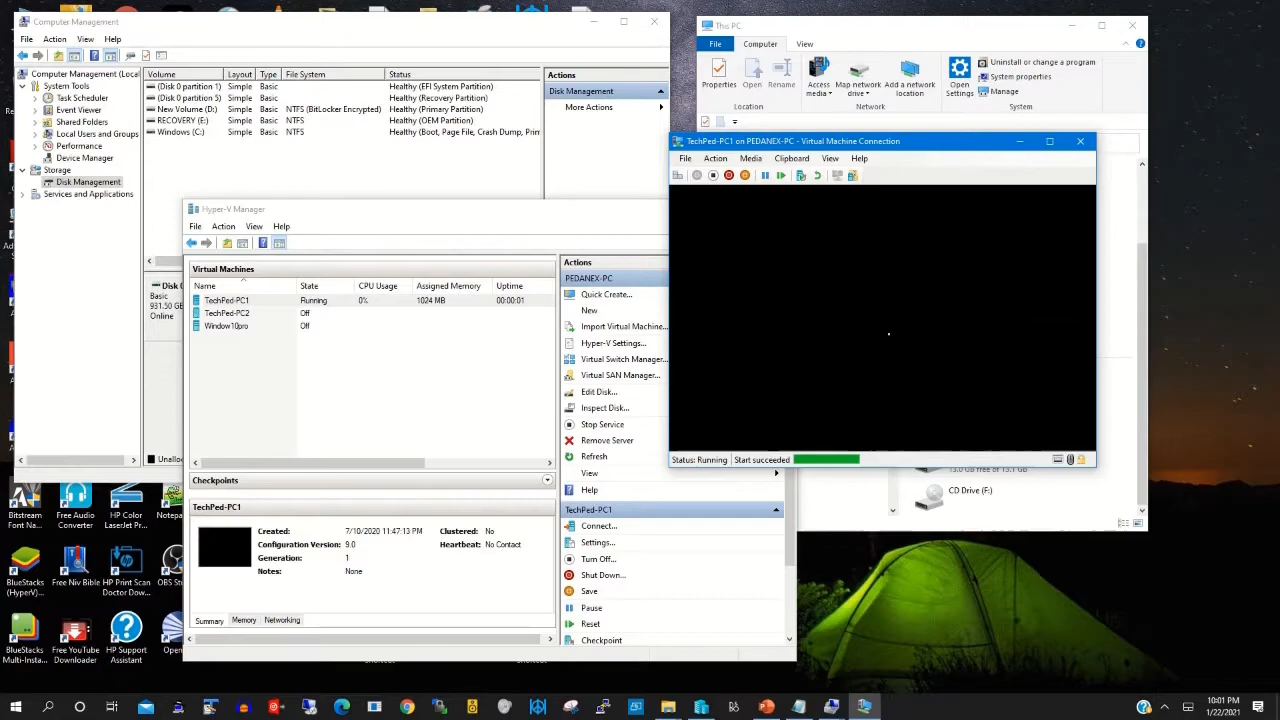 Computer Management
File Action View Help
Computer Management (Local
System Tools
Task Scheduler
Event Viewer
Shared Folders
Local Users and Groups
Performance
Device Manager
Storage
Disk Management
Services and Applications
Volume Layout Type File System Status
(Disk 0 partition 1) Simple Basic Healthy (EFI System Partition)
(Disk 0 partition 5) Simple Basic Healthy (Recovery Partition)
New Volume (D:) Simple Basic NTFS (BitLocker Encrypted) Healthy (Primary Partition)
RECOVERY (E:) Simple Basic NTFS Healthy (OEM Partition)
Windows (C:) Simple Basic NTFS Healthy (Boot, Page File, Crash Dump, Prim
Actions
Disk Management
More Actions
Disk
Basic
931.50 GB
Online
Unalloc
This PC
File Computer View
Properties
Open
Rename
Location
Access media
Map network drive
Add a network location
Network
Open Settings
Uninstall or change a program
System properties
Manage
System
CD Drive (F:)
TechPed-PC1 on PEDANEX-PC - Virtual Machine Connection
File Action Media Clipboard View Help
Status: Running Start succeeded
Hyper-V Manager
File Action View Help
Virtual Machines
Name State CPU Usage Assigned Memory Uptime
TechPed-PC1 Running 0% 1024 MB 00:00:01
TechPed-PC2 Off
Window10pro Off
Checkpoints
TechPed-PC1
Created: 7/10/2020 11:47:13 PM Clustered: No
Configuration Version: 9.0 Heartbeat: No Contact
Generation: 1
Notes: None
Summary Memory Networking
Actions
PEDANEX-PC
Quick Create...
New
Import Virtual Machine...
Hyper-V Settings...
Virtual Switch Manager...
Virtual SAN Manager...
Edit Disk...
Inspect Disk...
Stop Service
Remove Server
Refresh
View
Help
TechPed-PC1
Connect...
Settings...
Turn Off...
Shut Down...
Save
Pause
Reset
Checkpoint
Bitstream Font Na...
Free Audio Converter
HP Color LaserJet Pr...
Notepa
BlueStacks (HyperV)
Free Niv Bible
HP Print Scan Doctor Dow...
OBS Stu
BlueStacks Multi-Insta...
Free YouTube Downloader
HP Support Assistant
Open
10:01 PM
1/22/2021